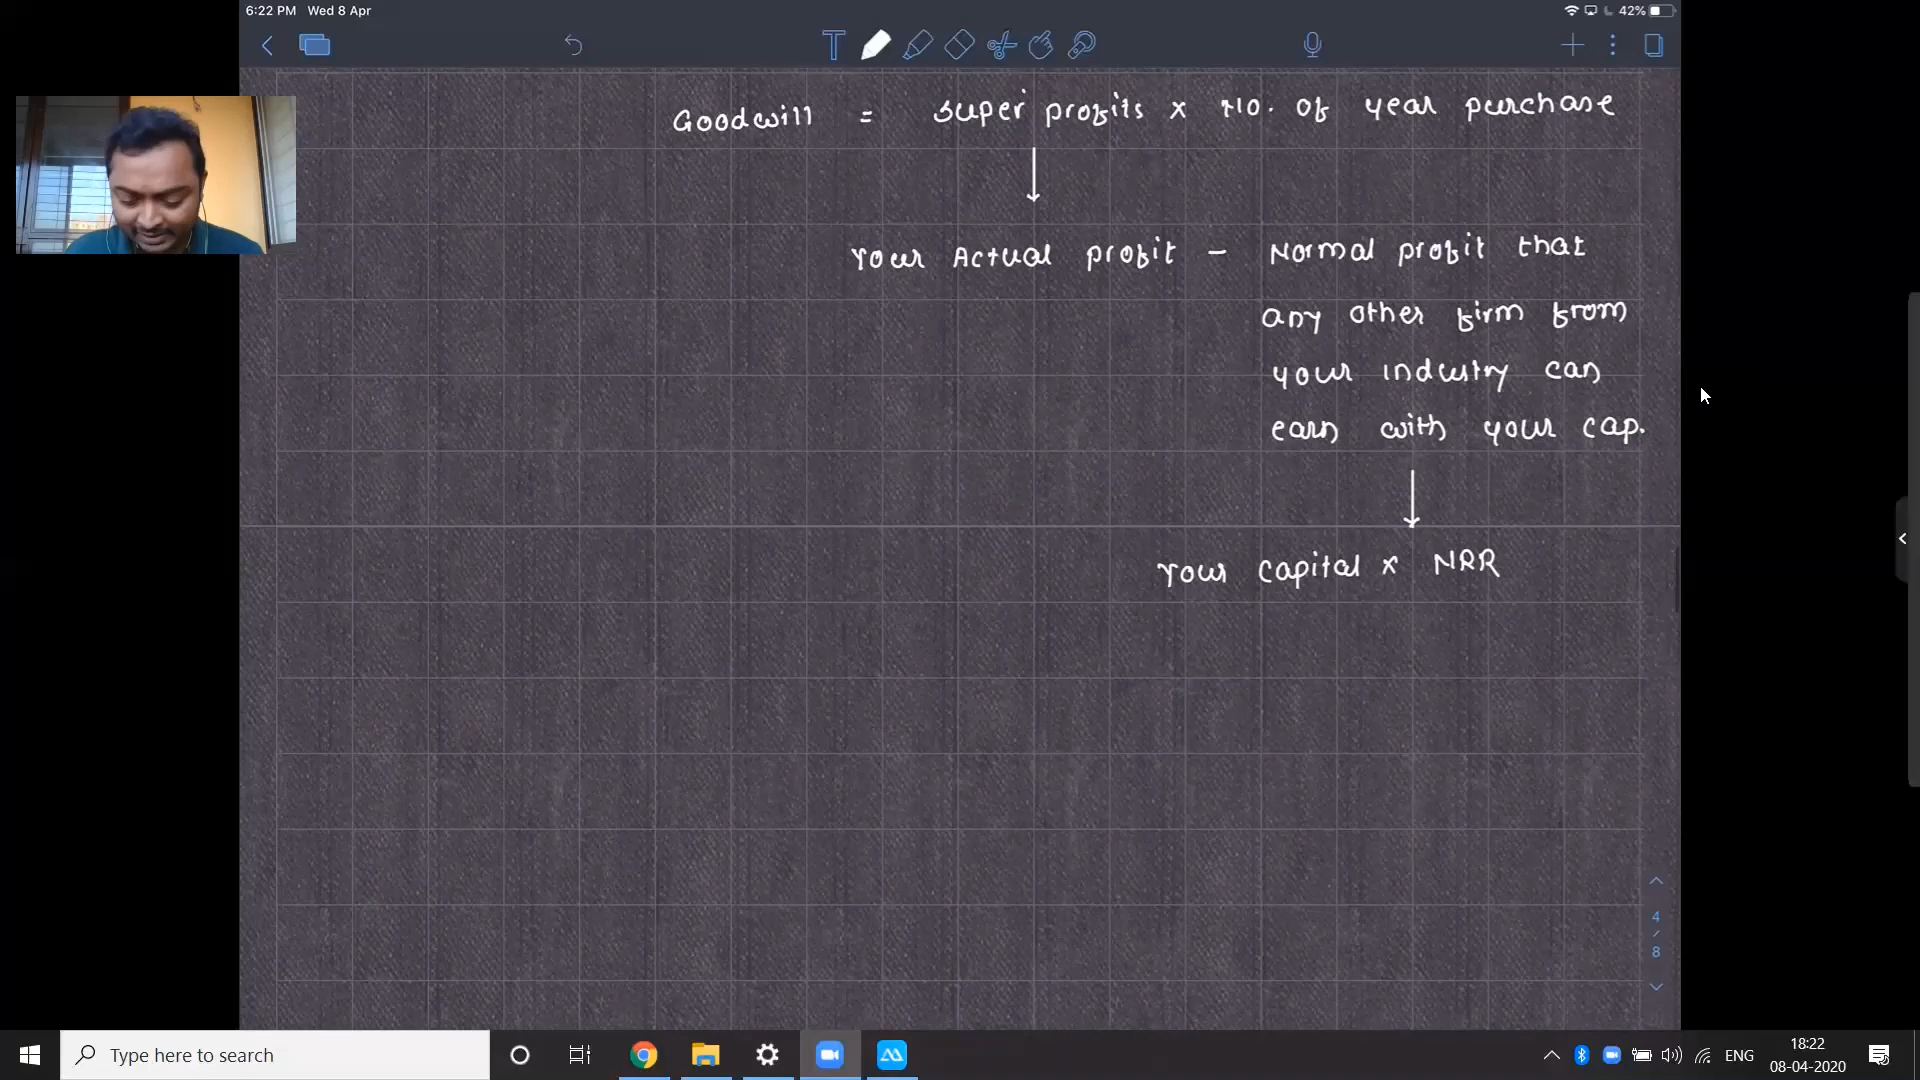 6:22 PM Wed 8 Apr
42%
T
Goodwill = super profits x No. of year purchase
Your Actual profit - Normal profit that
any other firm from
your industry can
earn with your cap.
Your capital x NRR
4
/
8
Type here to search
ENG
18:22
08-04-2020